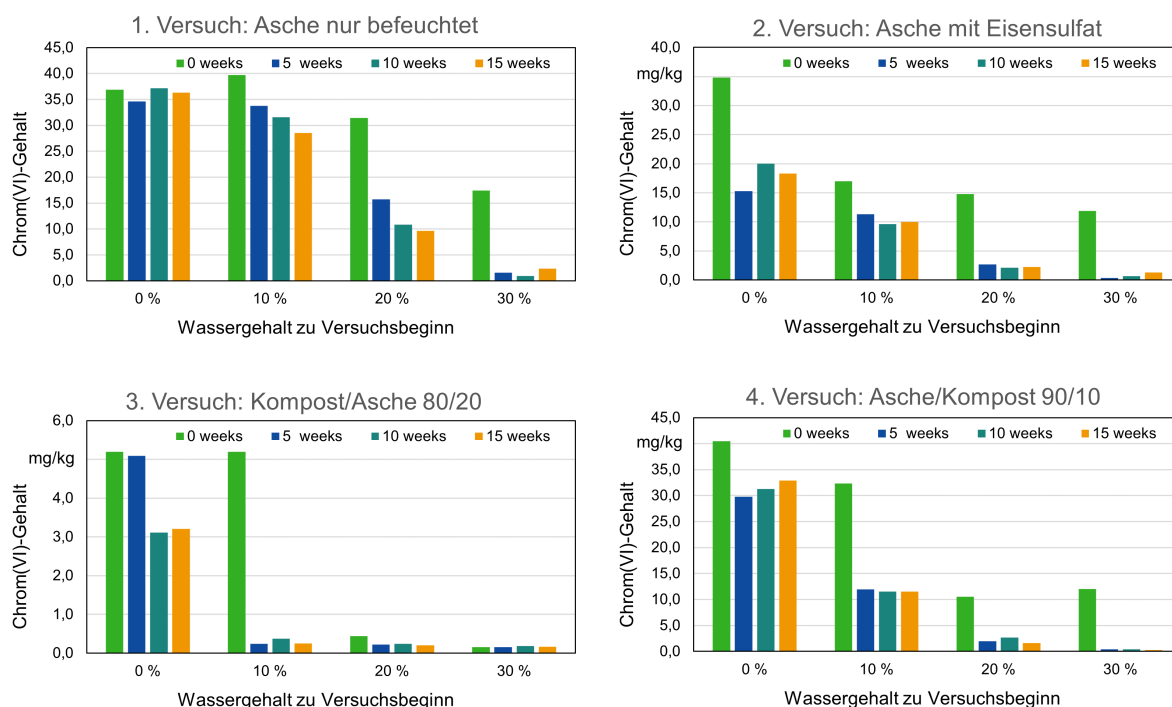 1. Versuch: Asche nur befeuchtet
45,0
0 weeks 5 weeks 10 weeks 15 weeks
40,0
35,0
30,0
25,0
20,0
15,0
10,0
5,0
0,0
Chrom(VI)-Gehalt
0 % 10 % 20 % 30 %
Wassergehalt zu Versuchsbeginn
2. Versuch: Asche mit Eisensulfat
40,0
0 weeks 5 weeks 10 weeks 15 weeks
mg/kg
30,0
25,0
20,0
15,0
10,0
5,0
0,0
Chrom(VI)-Gehalt
0 % 10 % 20 % 30 %
Wassergehalt zu Versuchsbeginn
3. Versuch: Kompost/Asche 80/20
6,0
0 weeks 5 weeks 10 weeks 15 weeks
mg/kg
4,0
3,0
2,0
1,0
0,0
Chrom(VI)-Gehalt
0 % 10 % 20 % 30 %
Wassergehalt zu Versuchsbeginn
4. Versuch: Asche/Kompost 90/10
45,0
0 weeks 5 weeks 10 weeks 15 weeks
mg/kg
35,0
30,0
25,0
20,0
15,0
10,0
5,0
0,0
Chrom(VI)-Gehalt
0 % 10 % 20 % 30 %
Wassergehalt zu Versuchsbeginn